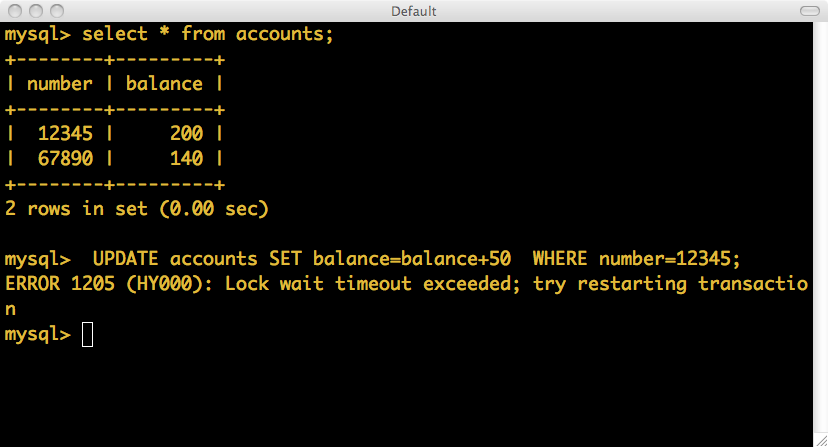 Default
mysql> select * from accounts;
+--------+---------+
| number | balance |
+--------+---------+
|  12345 |     200 |
|  67890 |     140 |
+--------+---------+
2 rows in set (0.00 sec)
mysql>  UPDATE accounts SET balance=balance+50  WHERE number=12345;
ERROR 1205 (HY000): Lock wait timeout exceeded; try restarting transactio
n
mysql>